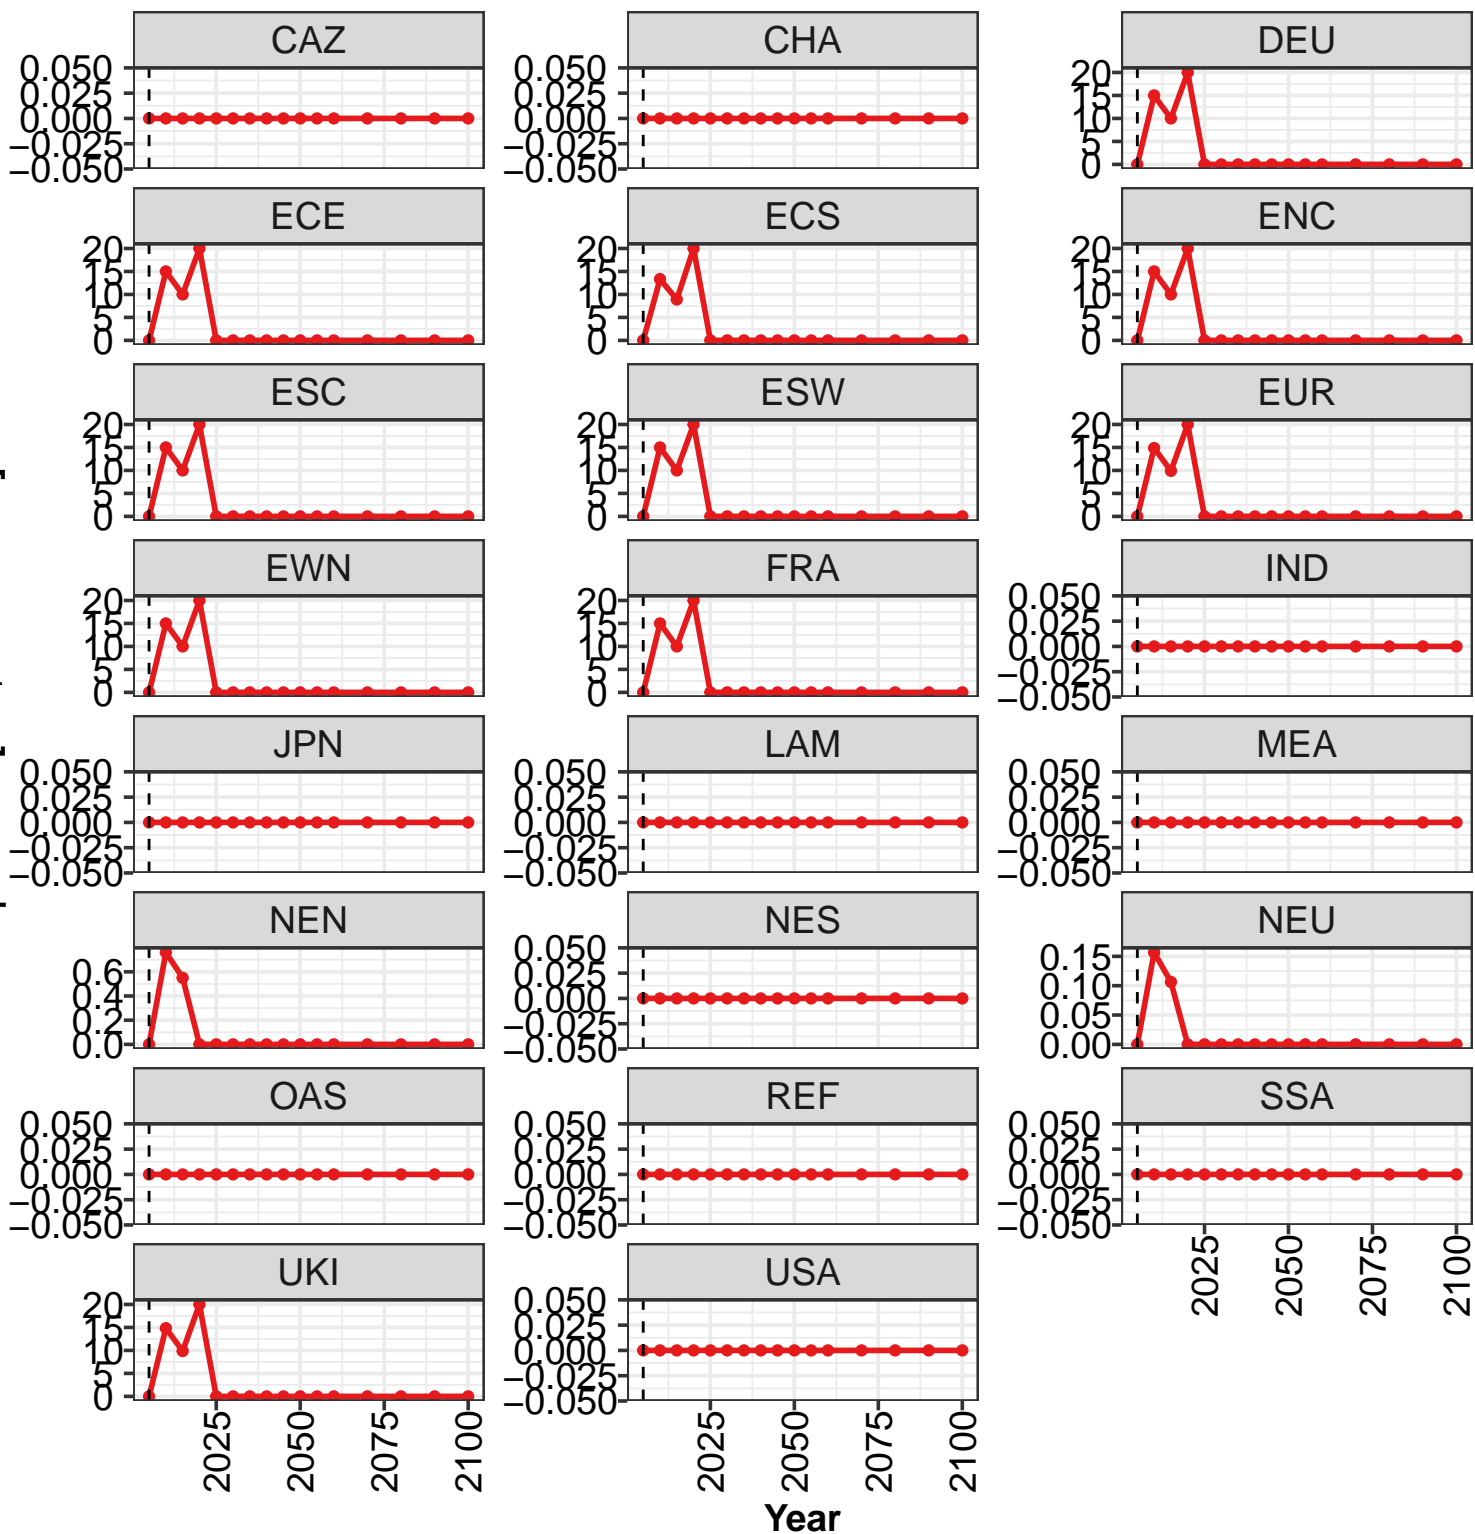 CAZ CHA DEU
0.050 0.050 20
0.025 0.025 15
0.000 0.000 10
−0.025 −0.025 5
−0.050 −0.050 0
ECE ECS ENC
20 20 20
15 15 15
10 10 10
5 5 5
0 0 0
ESC ESW EUR
20 20 20
15 15 15
10 10 10
5 5 5
0 0 0
EWN FRA IND
20 20 0.050
15 15 0.025
10 10 0.000
5 5 −0.025
0 0 −0.050
JPN LAM MEA
0.050 0.050 0.050
0.025 0.025 0.025
0.000 0.000 0.000
−0.025 −0.025 −0.025
−0.050 −0.050 −0.050
NEN NES NEU
0.6 0.050 0.15
0.4 0.025 0.10
0.2 0.000 0.05
0.0 −0.025 0.00
−0.050
OAS REF SSA
0.050 0.050 0.050
0.025 0.025 0.025
0.000 0.000 0.000
−0.025 −0.025 −0.025
−0.050 −0.050 −0.050
2025 2050 2075 2100
UKI USA
20 0.050
15 0.025
10 0.000
5 −0.025
0 −0.050
2025 2050 2075 2100 2025 2050 2075 2100
Year